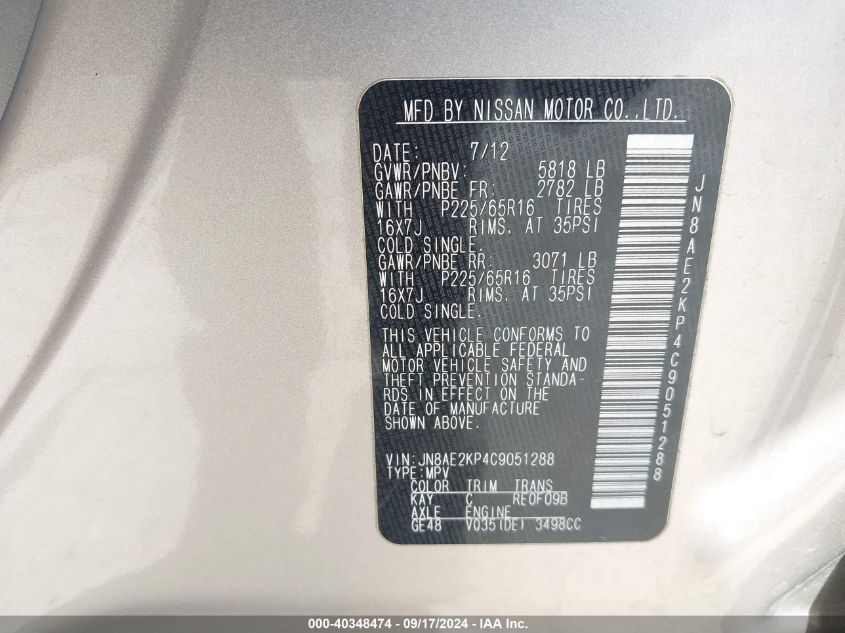 MFD BY NISSAN MOTOR CO.,LTD.
DATE: 7/12
GVWR/PNBV: 5818 LB
GAWR/PNBE FR: 2782 LB
WITH P225/65R16 TIRES
16X7J RIMS. AT 35PSI
COLD SINGLE.
GAWR/PNBE RR: 3071 LB
WITH P225/65R16 TIRES
16X7J RIMS. AT 35PSI
COLD SINGLE.
THIS VEHICLE CONFORMS TO
ALL APPLICABLE FEDERAL
MOTOR VEHICLE SAFETY AND
THEFT PREVENTION STANDA-
RDS IN EFFECT ON THE
DATE OF MANUFACTURE
SHOWN ABOVE.
VIN:JN8AE2KP4C9051288
TYPE:MPV
COLOR TRIM TRANS
KAY C RE0F09B
AXLE ENGINE
GE48 VQ35(DE) 3498CC
JN8AE2KP4C9051288
000-40348474 - 09/17/2024 - IAA Inc.